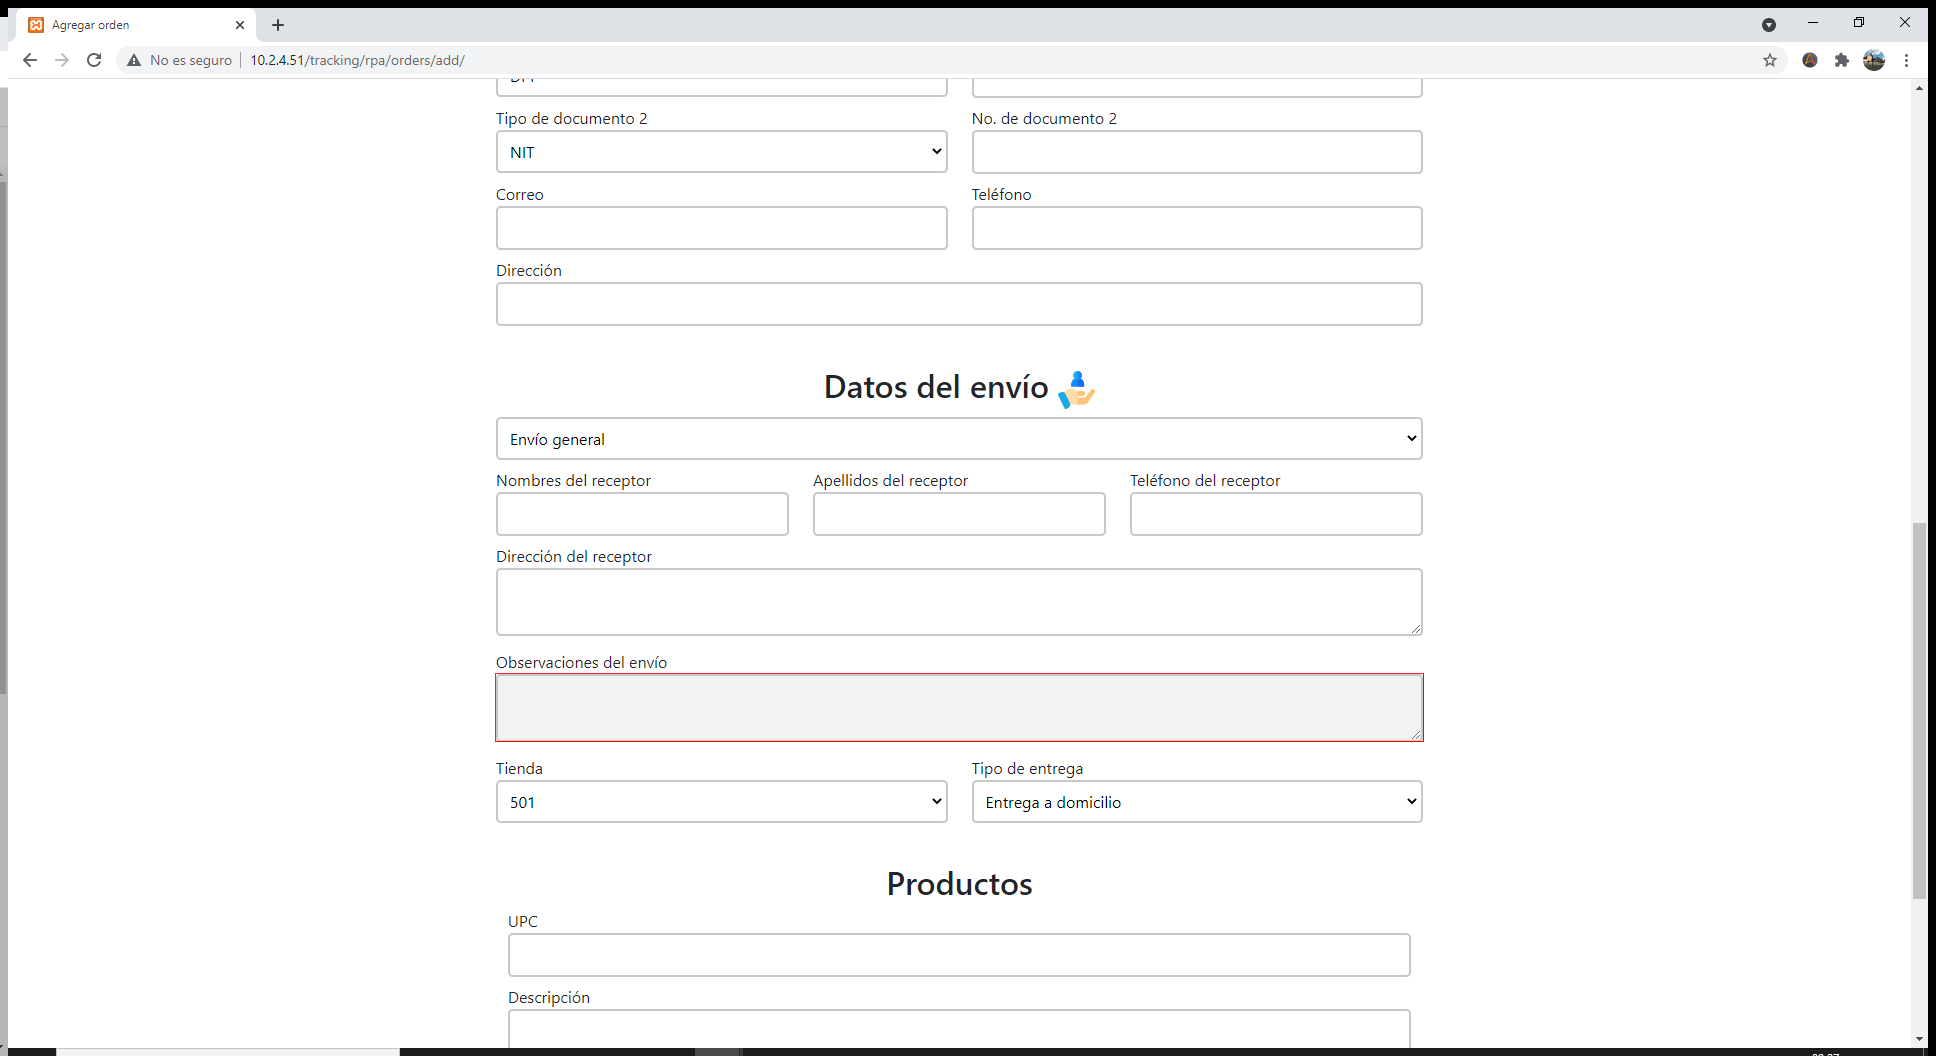 Agregar orden
No es seguro 10.2.4.51/tracking/rpa/orders/add/
Tipo de documento 2 No. de documento 2
NIT
Correo Teléfono
Dirección
Datos del envío
Envío general
Nombres del receptor Apellidos del receptor Teléfono del receptor
Dirección del receptor
Observaciones del envío
Tienda Tipo de entrega
501 Entrega a domicilio
Productos
UPC
Descripción